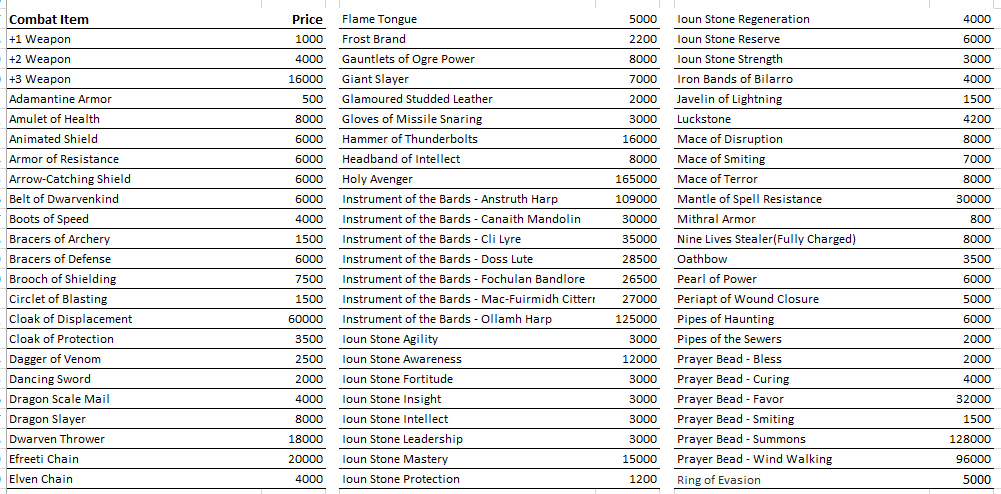 Combat Item Price
+1 Weapon 1000
+2 Weapon 4000
+3 Weapon 16000
Adamantine Armor 500
Amulet of Health 8000
Animated Shield 6000
Armor of Resistance 6000
Arrow-Catching Shield 6000
Belt of Dwarvenkind 6000
Boots of Speed 4000
Bracers of Archery 1500
Bracers of Defense 6000
Brooch of Shielding 7500
Circlet of Blasting 1500
Cloak of Displacement 60000
Cloak of Protection 3500
Dagger of Venom 2500
Dancing Sword 2000
Dragon Scale Mail 4000
Dragon Slayer 8000
Dwarven Thrower 18000
Efreeti Chain 20000
Elven Chain 4000
Flame Tongue 5000
Frost Brand 2200
Gauntlets of Ogre Power 8000
Giant Slayer 7000
Glamoured Studded Leather 2000
Gloves of Missile Snaring 3000
Hammer of Thunderbolts 16000
Headband of Intellect 8000
Holy Avenger 165000
Instrument of the Bards - Anstruth Harp 109000
Instrument of the Bards - Canaith Mandolin 30000
Instrument of the Bards - Cli Lyre 35000
Instrument of the Bards - Doss Lute 28500
Instrument of the Bards - Fochulan Bandlore 26500
Instrument of the Bards - Mac-Fuirmidh Cittern 27000
Instrument of the Bards - Ollamh Harp 125000
Ioun Stone Agility 3000
Ioun Stone Awareness 12000
Ioun Stone Fortitude 3000
Ioun Stone Insight 3000
Ioun Stone Intellect 3000
Ioun Stone Leadership 3000
Ioun Stone Mastery 15000
Ioun Stone Protection 1200
Ioun Stone Regeneration 4000
Ioun Stone Reserve 6000
Ioun Stone Strength 3000
Iron Bands of Bilarro 4000
Javelin of Lightning 1500
Luckstone 4200
Mace of Disruption 8000
Mace of Smiting 7000
Mace of Terror 8000
Mantle of Spell Resistance 30000
Mithral Armor 800
Nine Lives Stealer(Fully Charged) 8000
Oathbow 3500
Pearl of Power 6000
Periapt of Wound Closure 5000
Pipes of Haunting 6000
Pipes of the Sewers 2000
Prayer Bead - Bless 2000
Prayer Bead - Curing 4000
Prayer Bead - Favor 32000
Prayer Bead - Smiting 1500
Prayer Bead - Summons 128000
Prayer Bead - Wind Walking 96000
Ring of Evasion 5000